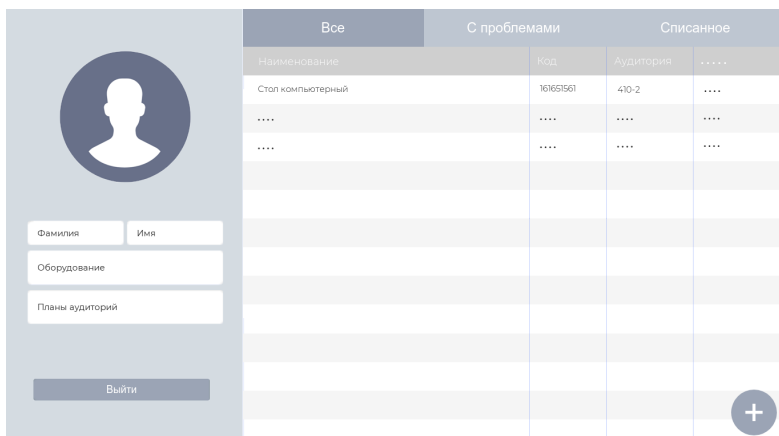 Все С проблемами Списанное
Наименование Код Аудитория .....
Стол компьютерный 161651561 410-2 ....
.... .... .... ....
.... .... .... ....
Фамилия Имя
Оборудование
Планы аудиторий
Выйти
+